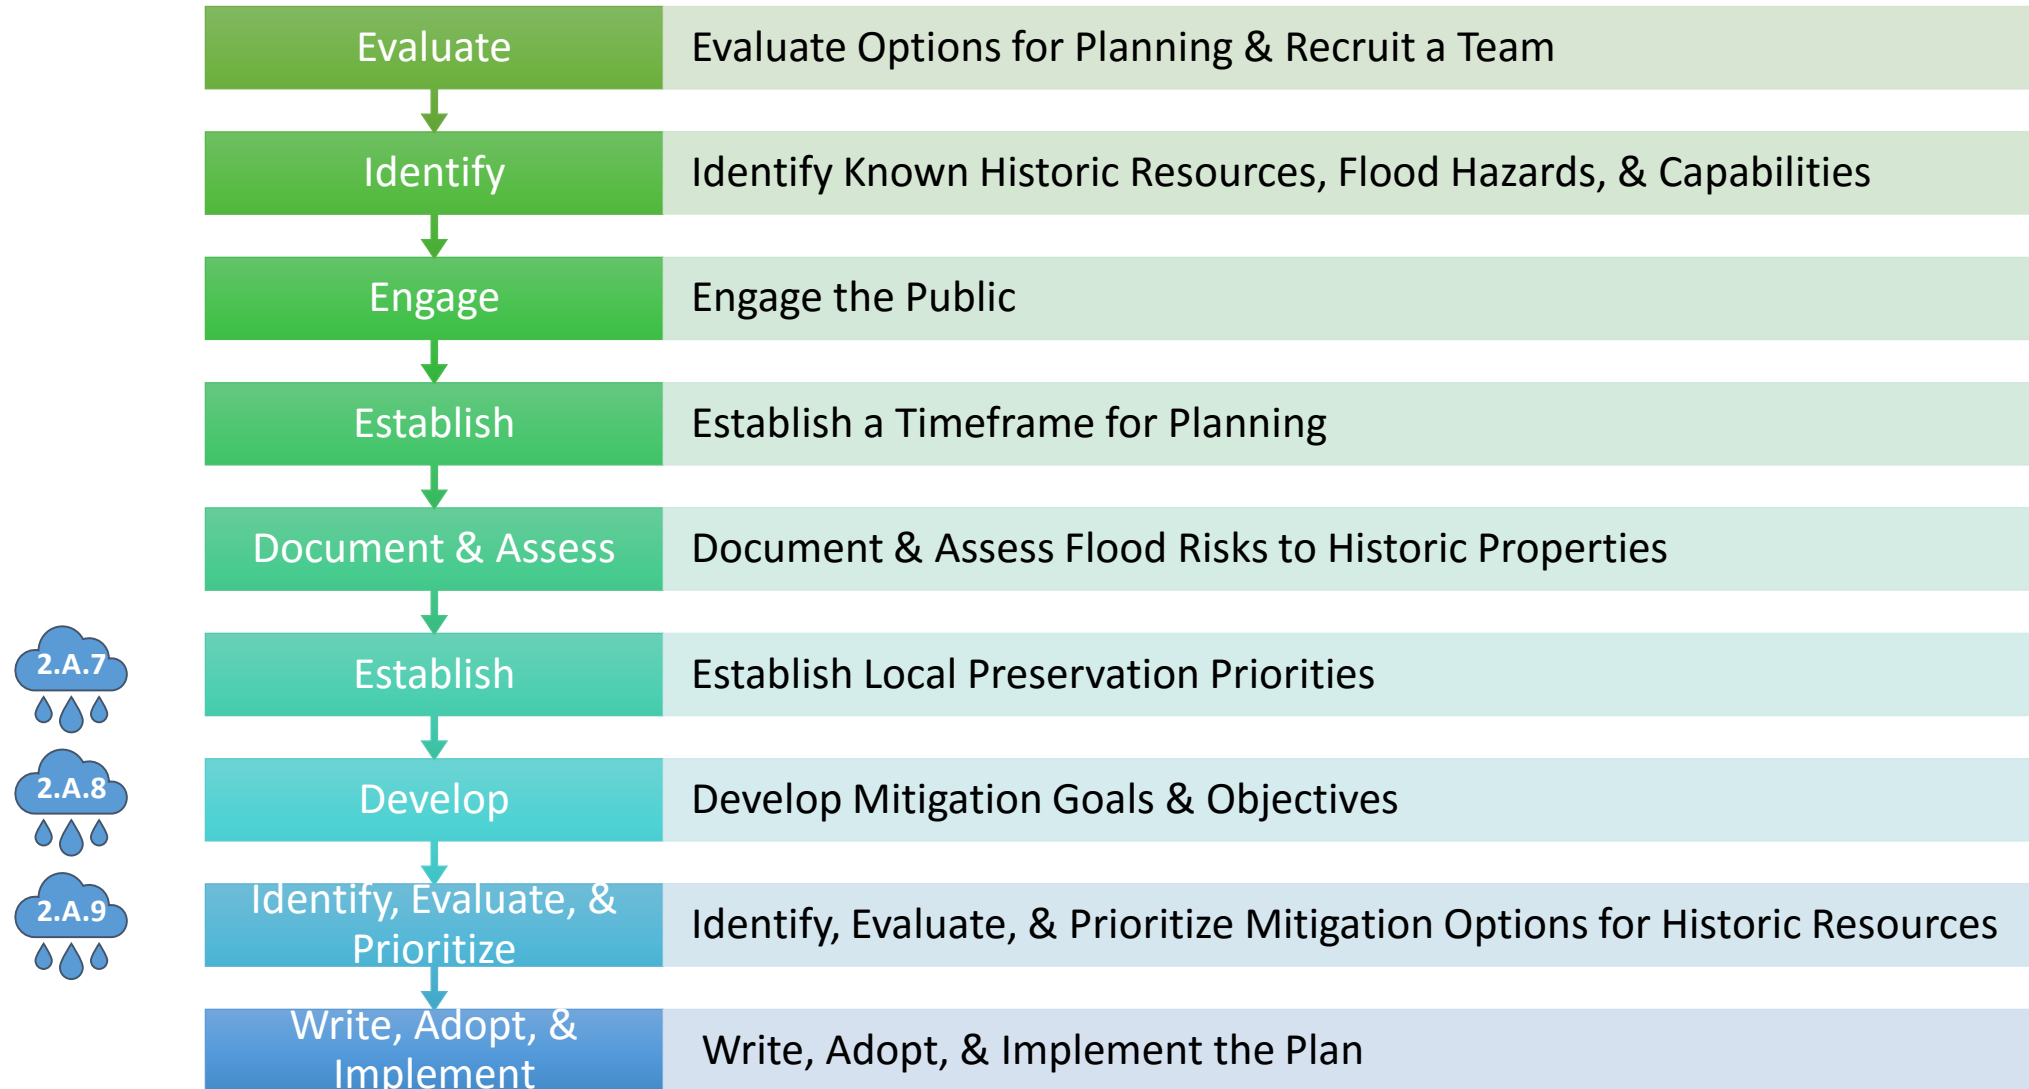 Evaluate
Evaluate Options for Planning & Recruit a Team
Identify
Identify Known Historic Resources, Flood Hazards, & Capabilities
Engage
Engage the Public
Establish
Establish a Timeframe for Planning
Document & Assess
Document & Assess Flood Risks to Historic Properties
2.A.7
Establish
Establish Local Preservation Priorities
2.A.8
Develop
Develop Mitigation Goals & Objectives
2.A.9
Identify, Evaluate, &
Prioritize
Identify, Evaluate, & Prioritize Mitigation Options for Historic Resources
Write, Adopt, &
Implement
Write, Adopt, & Implement the Plan